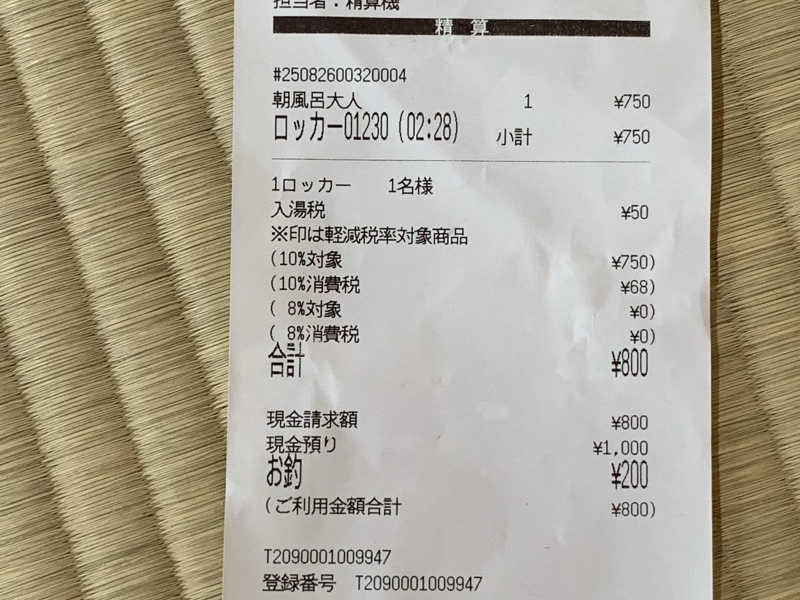 担当者：精算機
精 算
#25082600320004
朝風呂大人 1 ¥750
ロッカー01230(02:28) 小計 ¥750
1ロッカー 1名様
入湯税 ¥50
※印は軽減税率対象商品
(10%対象 ¥750)
(10%消費税 ¥68)
( 8%対象 ¥0)
( 8%消費税 ¥0)
合計 ¥800
現金請求額 ¥800
現金預り ¥1,000
お釣 ¥200
(ご利用金額合計 ¥800)
T2090001009947
登録番号 T2090001009947